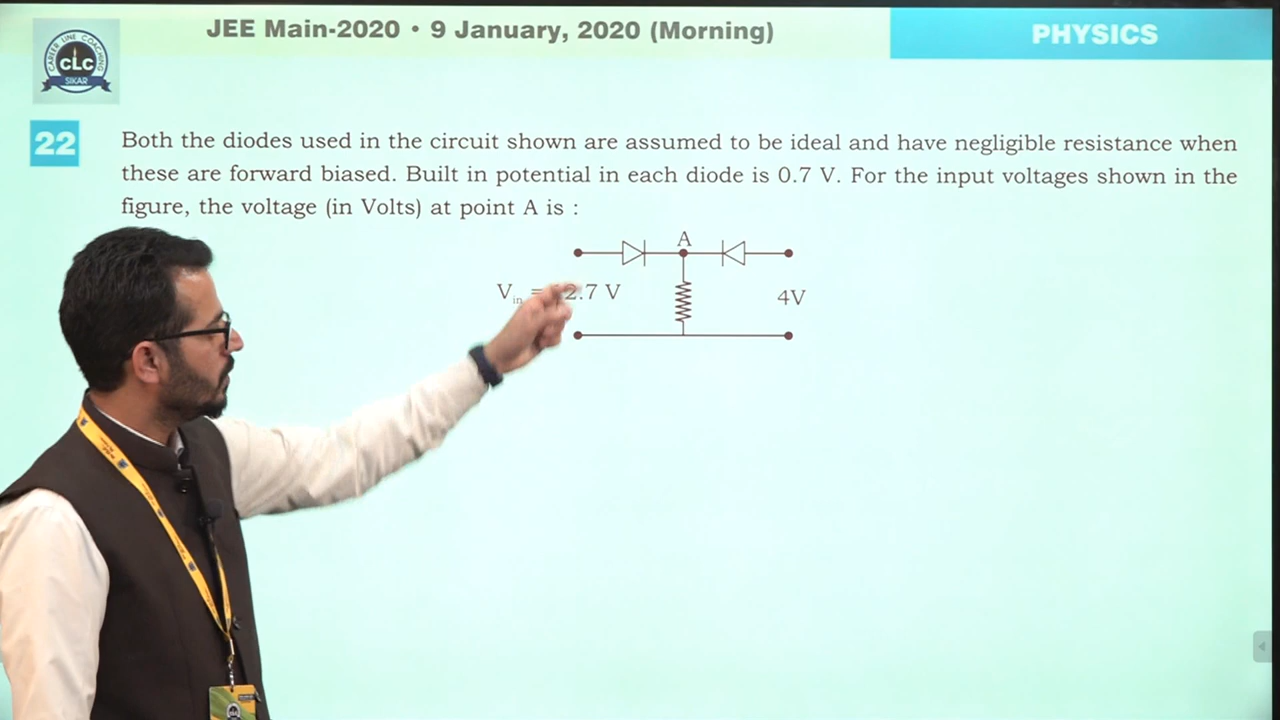 JEE Main-2020 • 9 January, 2020 (Morning)
PHYSICS
CAREER LINE COACHING
CLC
SIKAR
22
Both the diodes used in the circuit shown are assumed to be ideal and have negligible resistance when
these are forward biased. Built in potential in each diode is 0.7 V. For the input voltages shown in the
figure, the voltage (in Volts) at point A is :
A
V_in = 2.7 V
4V